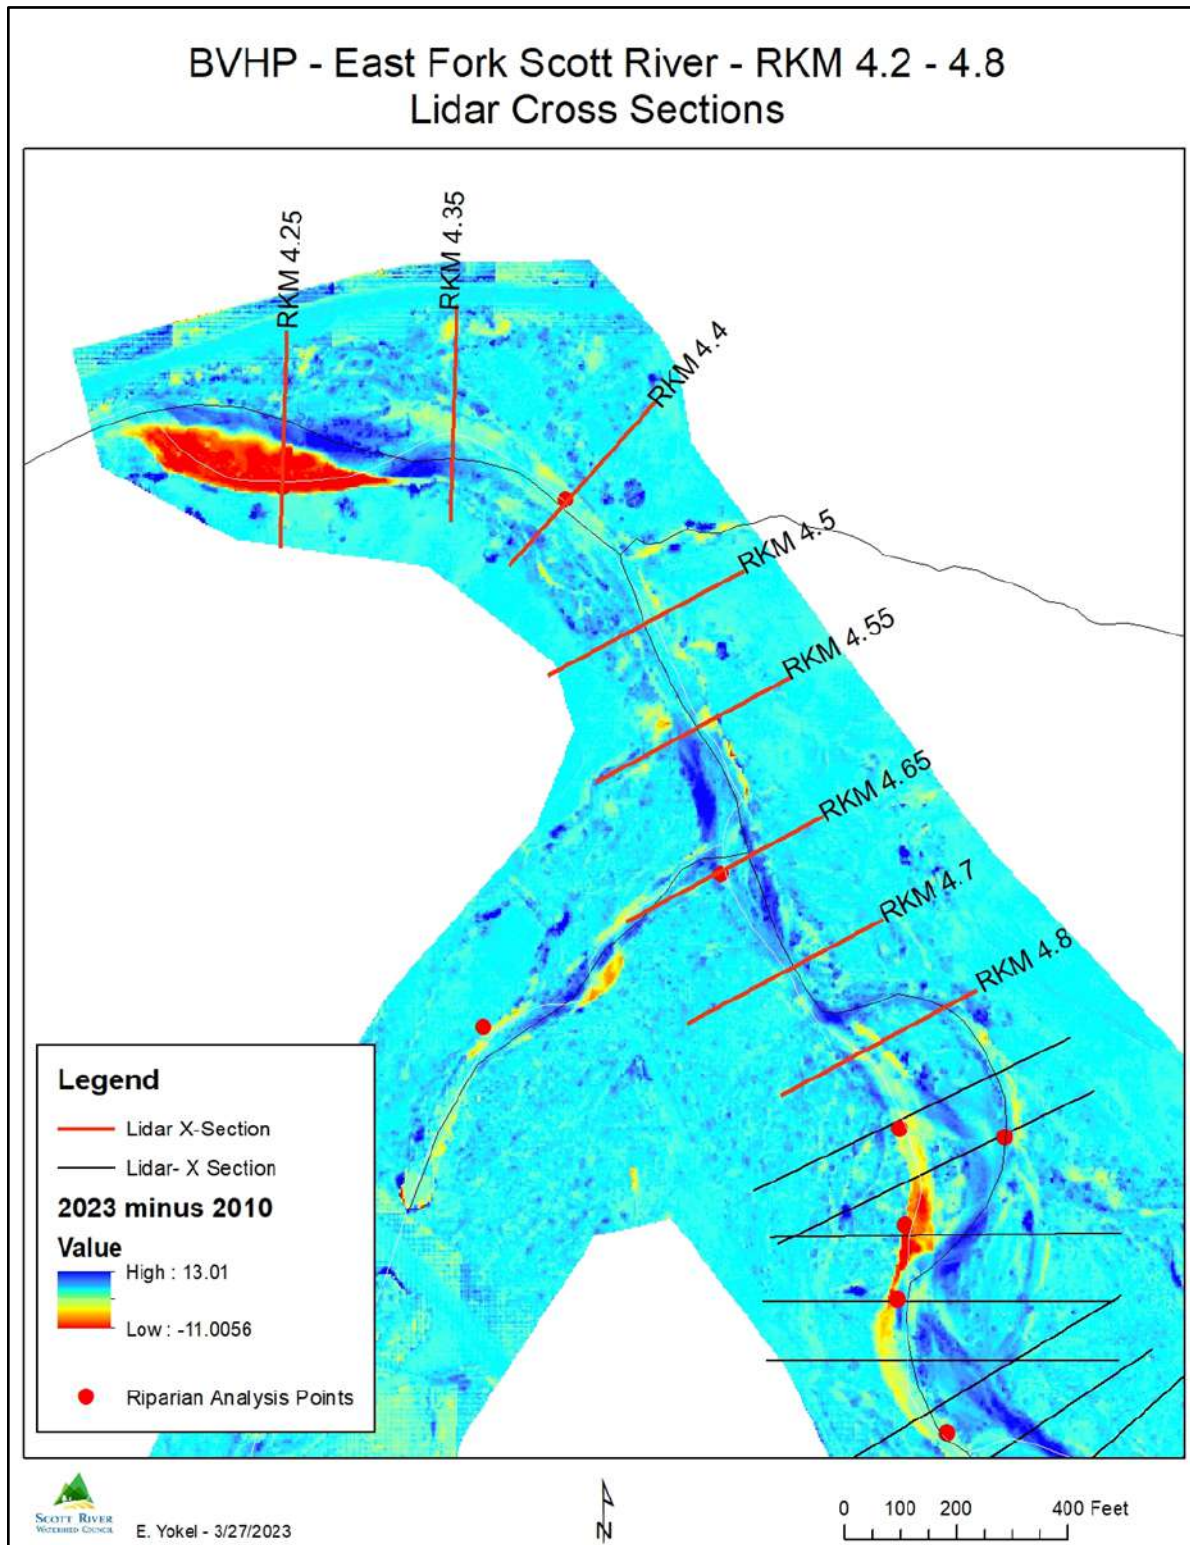 BVHP - East Fork Scott River - RKM 4.2 - 4.8
Lidar Cross Sections
RKM 4.25
RKM 4.35
RKM 4.4
RKM 4.5
RKM 4.55
RKM 4.65
RKM 4.7
RKM 4.8
Legend
Lidar X-Section
Lidar- X Section
2023 minus 2010
Value
High : 13.01
Low : -11.0056
Riparian Analysis Points
SCOTT RIVER
WATERSHED COUNCIL
E. Yokel - 3/27/2023
N
0 100 200 400 Feet